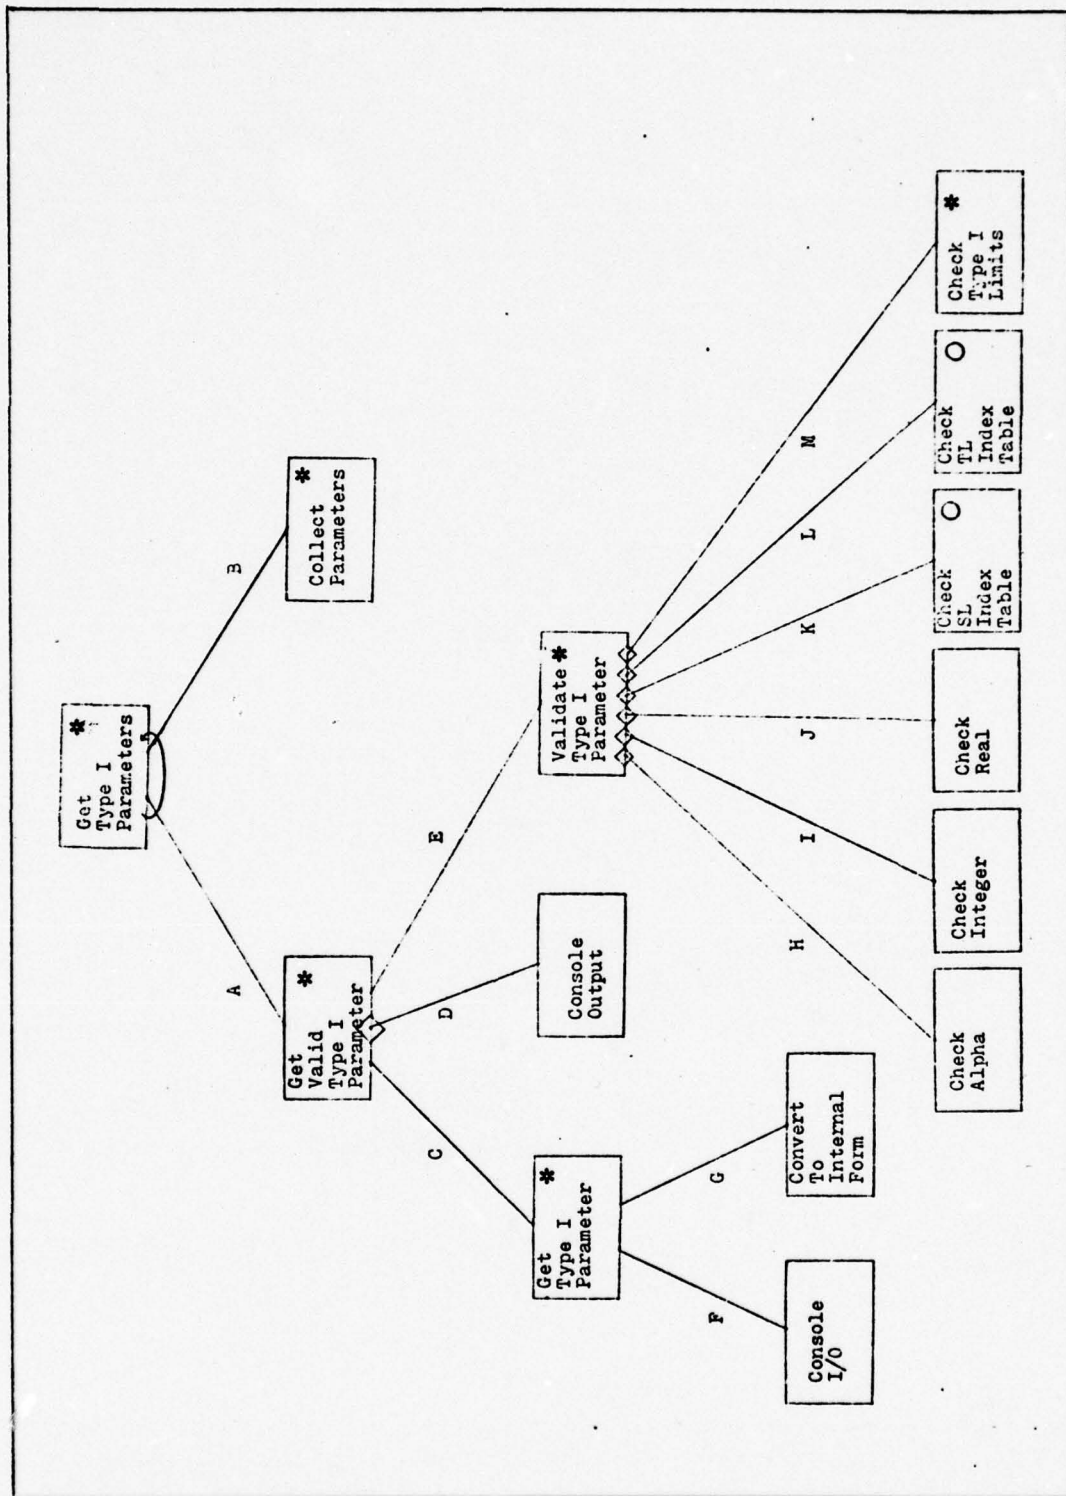 Get *
Type I
Parameters
A
B
Get
Valid *
Type I
Parameter
Collect *
Parameters
C
D
E
Get *
Type I
Parameter
Console
Output
Validate *
Type I
Parameter
F
G
H
I
J
K
L
M
Console
I/O
Convert
To
Internal
Form
Check
Alpha
Check
Integer
Check
Real
Check
SL
Index
Table
Check
TL
Index
Table
Check *
Type I
Limits